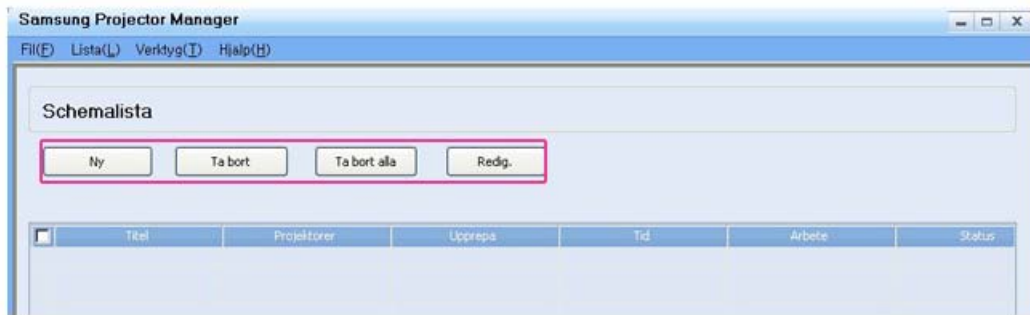 Samsung Projector Manager
Fil(F) Lista(L) Verktyg(T) Hjalp(H)
Schemalista
Ny Ta bort Ta bort alla Redig.
Titel Projektorer Upprepa Tid Arbete Status